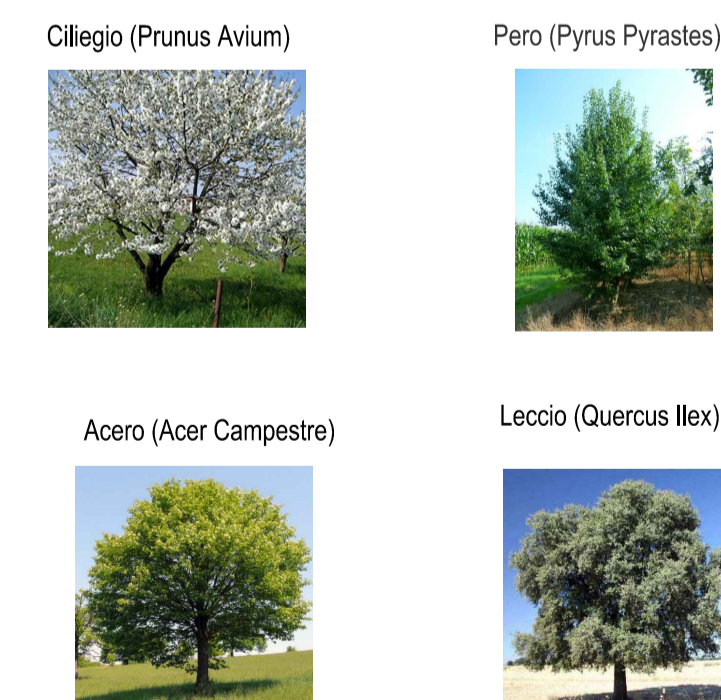 Ciliegio (Prunus Avium)
Pero (Pyrus Pyrastes)
Acero (Acer Campestre)
Leccio (Quercus Ilex)